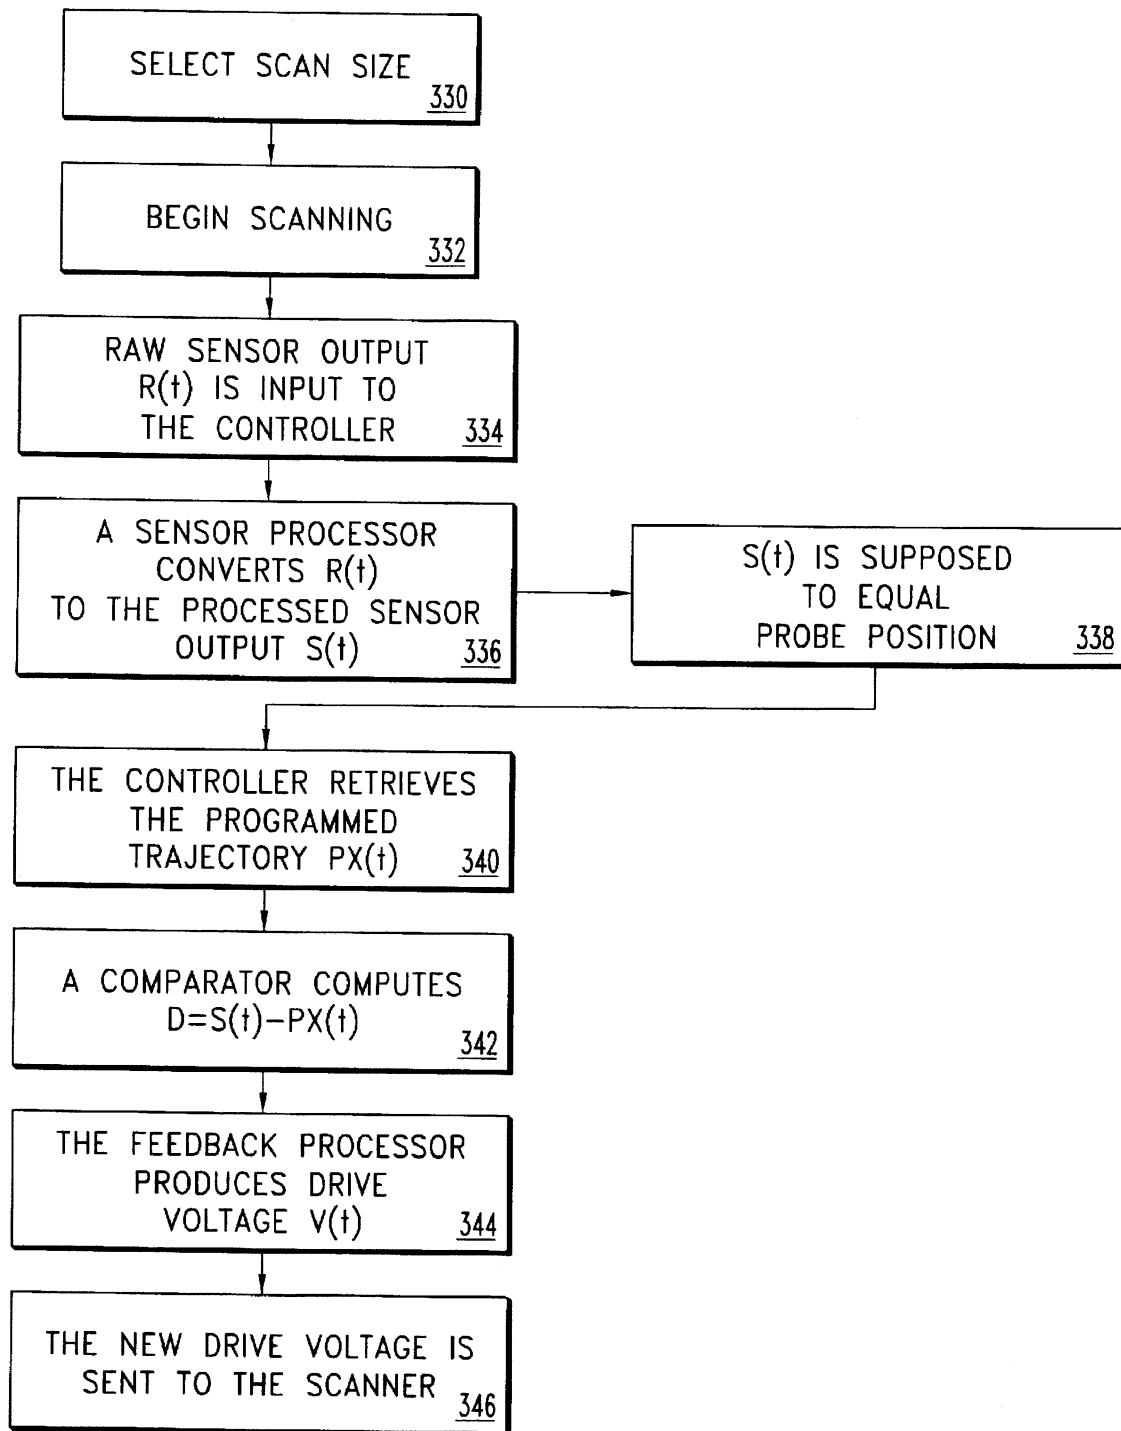 SELECT SCAN SIZE
330
BEGIN SCANNING
332
RAW SENSOR OUTPUT
R(t) IS INPUT TO
THE CONTROLLER
334
A SENSOR PROCESSOR
CONVERTS R(t)
TO THE PROCESSED SENSOR
OUTPUT S(t)
336
S(t) IS SUPPOSED
TO EQUAL
PROBE POSITION
338
THE CONTROLLER RETRIEVES
THE PROGRAMMED
TRAJECTORY PX(t)
340
A COMPARATOR COMPUTES
D=S(t)-PX(t)
342
THE FEEDBACK PROCESSOR
PRODUCES DRIVE
VOLTAGE V(t)
344
THE NEW DRIVE VOLTAGE IS
SENT TO THE SCANNER
346